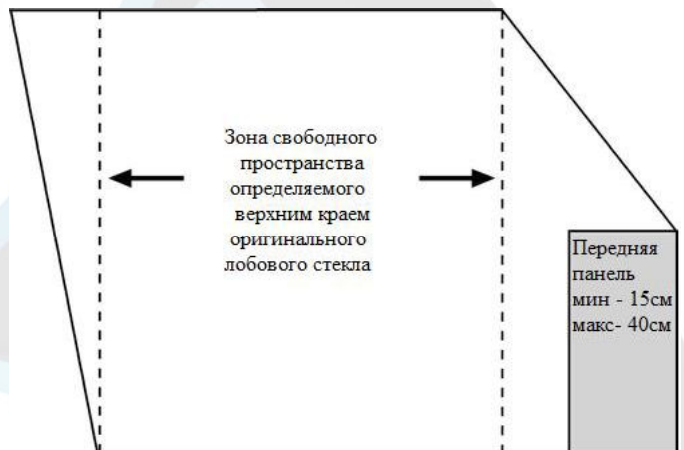 Зона свободного
пространства
определяемого
верхним краем
оригинального
лобового стекла
Передняя
панель
мин - 15см
макс- 40см